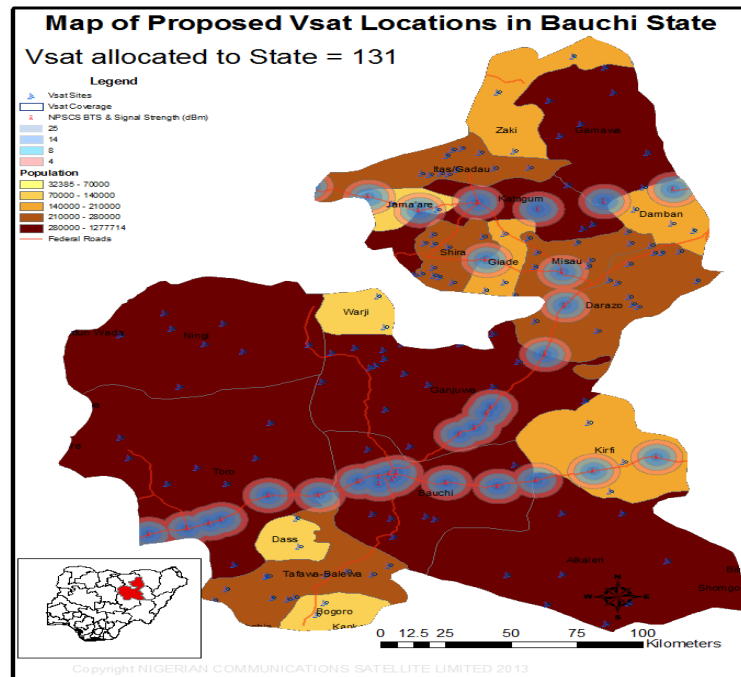 Map of Proposed Vsat Locations in Bauchi State
Vsat allocated to State = 131
Legend
Vsat Sites
Vsat Coverage
NPSCS BTS & Signal Strength (dBm)
25
14
8
4
Population
32385 - 70000
70000 - 140000
140000 - 210000
210000 - 280000
280000 - 1277714
Federal Roads
Zaki
Gamawa
Itas/Gadau
Jama'are
Katagum
Damban
Shira
Giade
Misau
Darazo
Warji
Ningi
Ganjuwa
Kirfi
Toro
Bauchi
Dass
Alkaleri
Tafawa-Balewa
Bogoro
N
W E
S
0 12.5 25 50 75 100
Kilometers
Copyright NIGERIAN COMMUNICATIONS SATELLITE LIMITED 2013